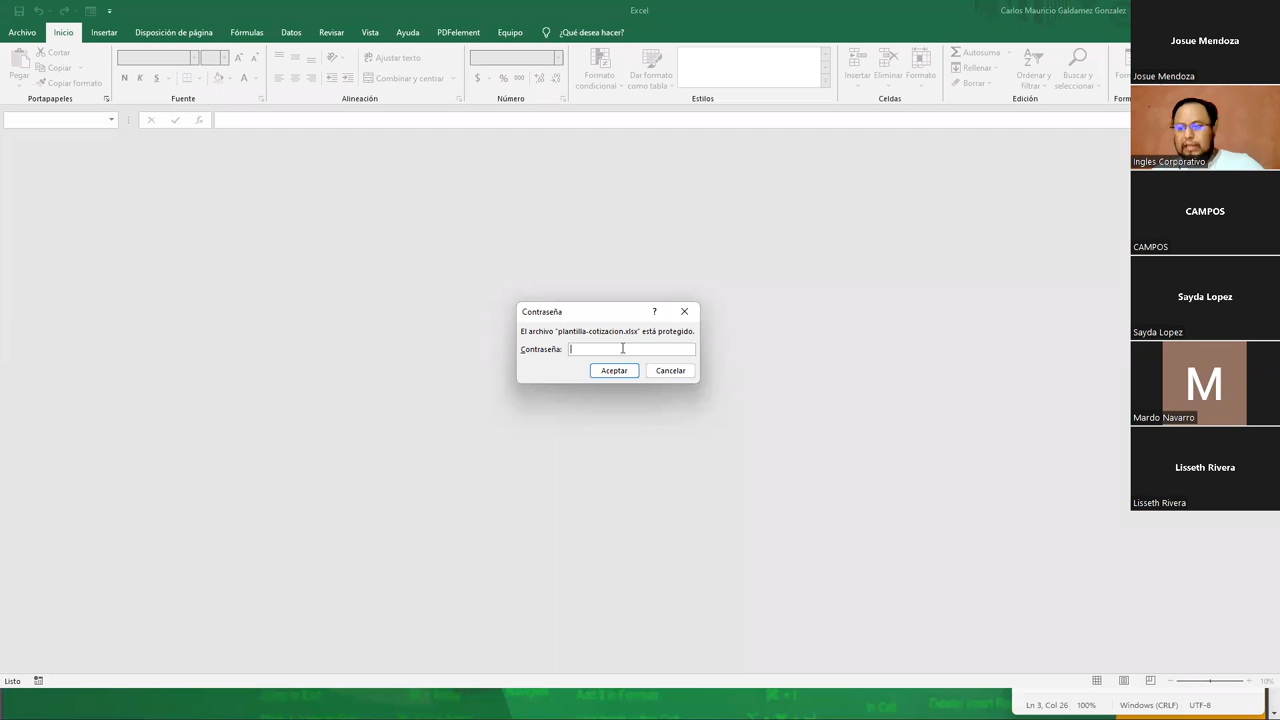 Excel
Carlos Mauricio Galdamez Gonzalez
Archivo Inicio Insertar Disposición de página Fórmulas Datos Revisar Vista Ayuda PDFelement Equipo ¿Qué desea hacer?
Pegar
Cortar
Copiar
Copiar formato
Portapapeles
N K S
Fuente
Ajustar texto
Combinar y centrar
Alineación
$ % 000
Número
Formato condicional
Dar formato como tabla
Estilos
Insertar Eliminar Formato
Celdas
Autosuma
Rellenar
Borrar
Ordenar y filtrar
Buscar y seleccionar
Edición
Form
Contraseña
El archivo "plantilla-cotizacion.xlsx" está protegido.
Contraseña:
Aceptar Cancelar
Josue Mendoza
Josue Mendoza
Ingles Corporativo
CAMPOS
CAMPOS
Sayda Lopez
Sayda Lopez
M
Mardo Navarro
Lisseth Rivera
Lisseth Rivera
Listo
10%
Ln 3, Col 26 100% Windows (CRLF) UTF-8